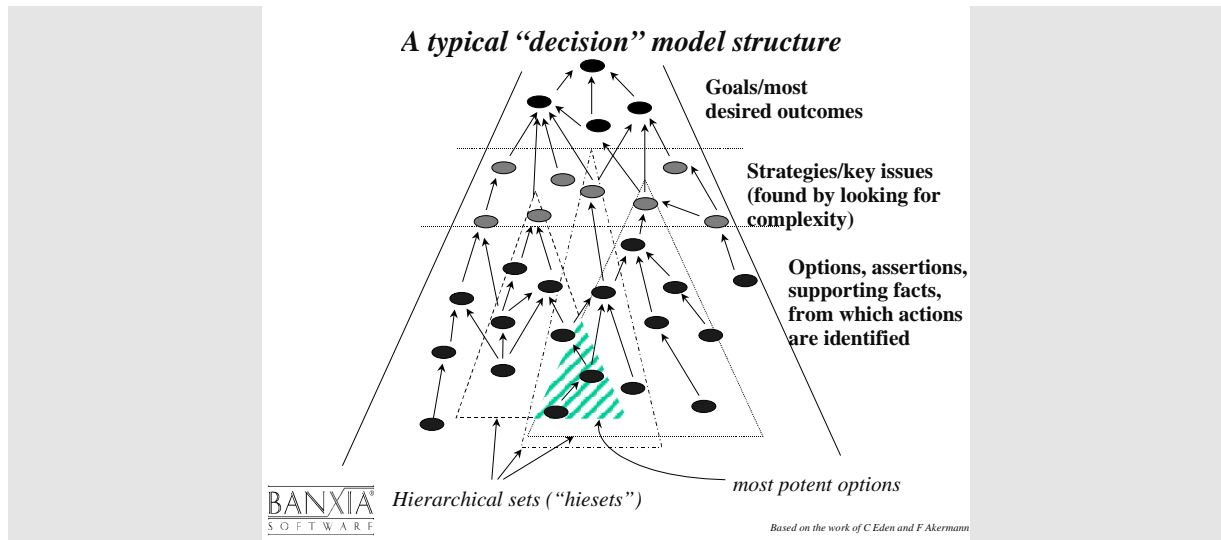 A typical “decision” model structure
Goals/most
desired outcomes
Strategies/key issues
(found by looking for
complexity)
Options, assertions,
supporting facts,
from which actions
are identified
most potent options
Hierarchical sets (“hiesets”)
BANXIA®
SOFTWARE
Based on the work of C Eden and F Akermann